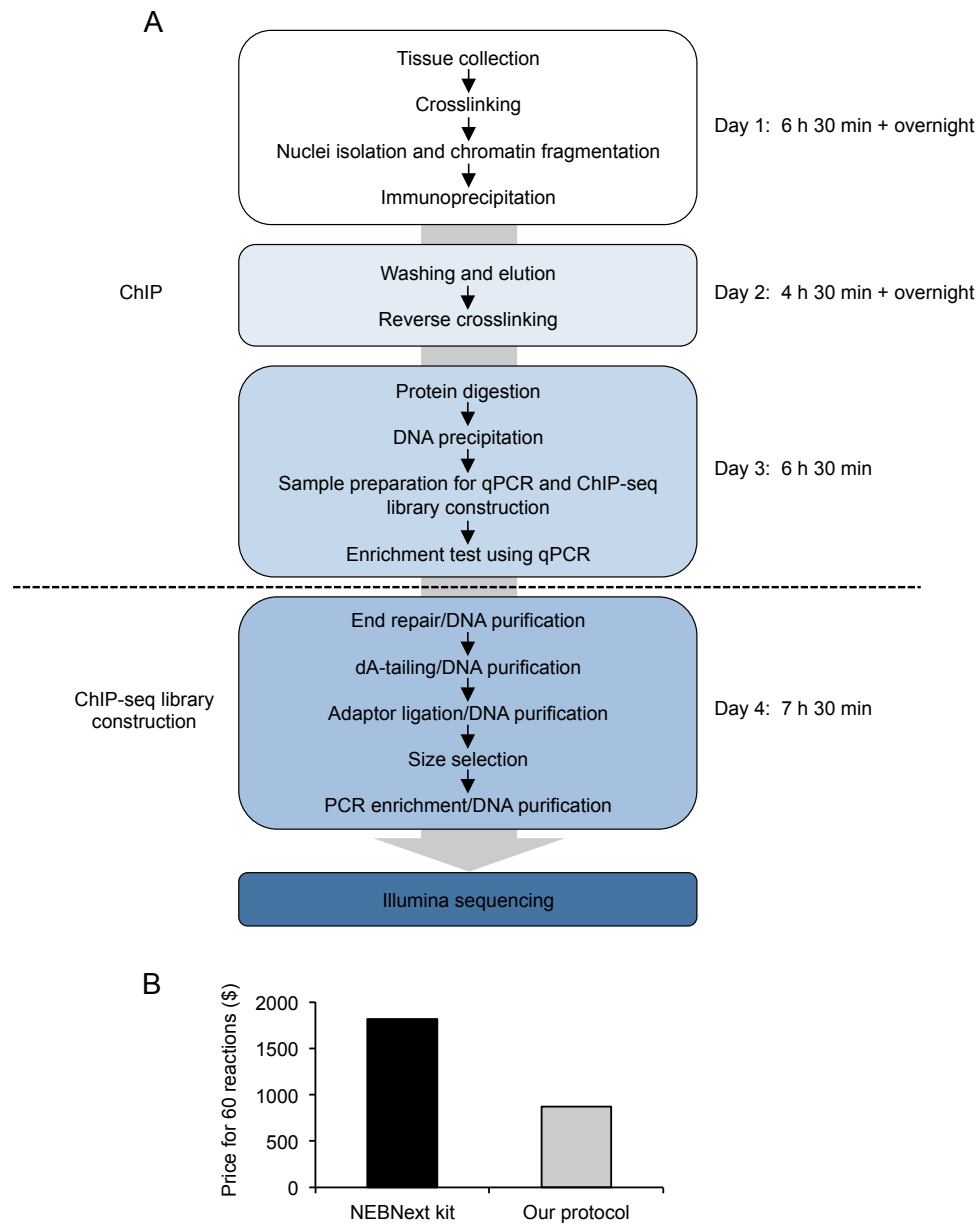 A
Tissue collection
Crosslinking
Nuclei isolation and chromatin fragmentation
Immunoprecipitation
Day 1: 6 h 30 min + overnight
ChIP
Washing and elution
Reverse crosslinking
Day 2: 4 h 30 min + overnight
Protein digestion
DNA precipitation
Sample preparation for qPCR and ChIP-seq
library construction
Enrichment test using qPCR
Day 3: 6 h 30 min
ChIP-seq library
construction
End repair/DNA purification
dA-tailing/DNA purification
Adaptor ligation/DNA purification
Size selection
PCR enrichment/DNA purification
Day 4: 7 h 30 min
Illumina sequencing
B
Price for 60 reactions ($)
2000
1500
1000
500
0
NEBNext kit
Our protocol